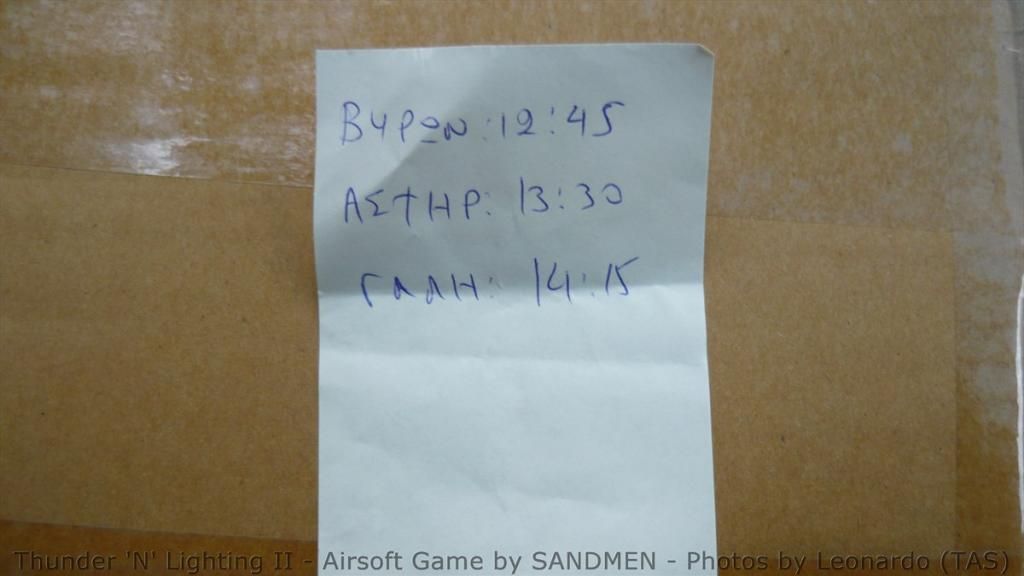 ΒΥΡΩΝ: 12:45
ΑΣΤΗΡ: 13:30
ΓΑΛΗ: 14:15
Thunder 'N' Lighting II - Airsoft Game by SANDMEN - Photos by Leonardo (TAS)